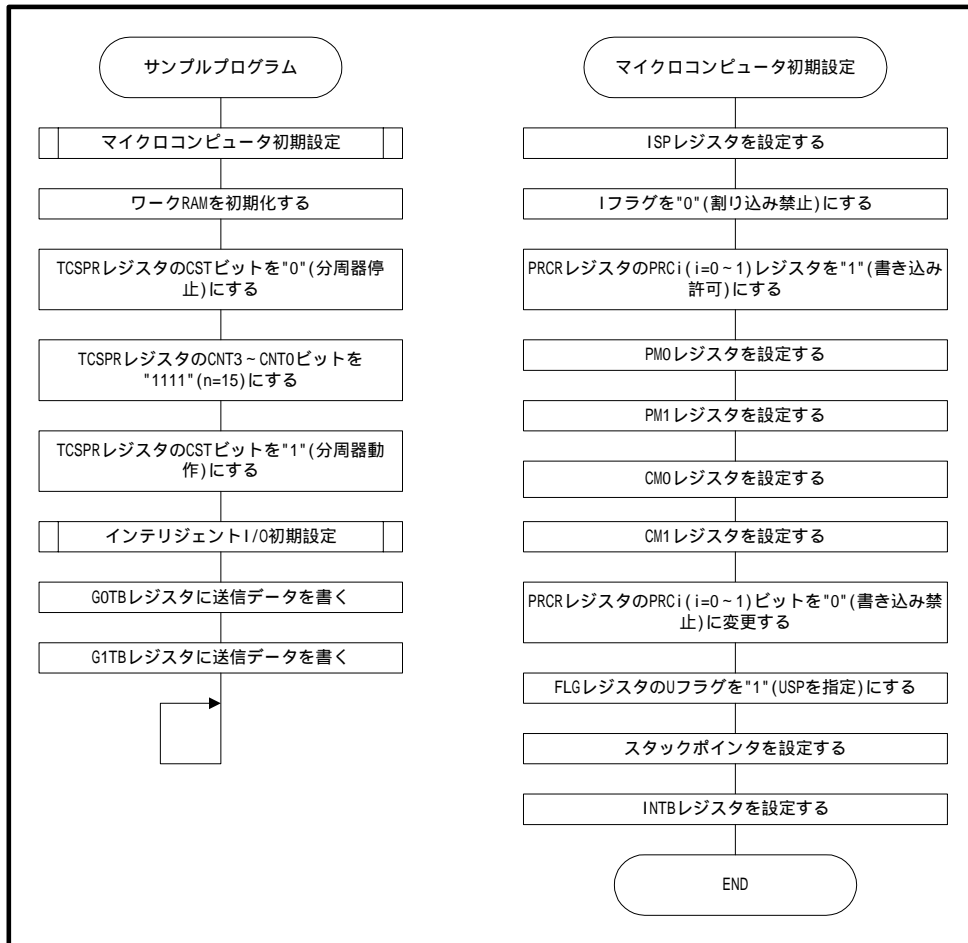 サンプルプログラム
マイクロコンピュータ初期設定
ワークRAMを初期化する
TCSPRレジスタのCSTビットを"0"(分周器停
止)にする
TCSPRレジスタのCNT3~CNT0ビットを
"1111"(n=15)にする
TCSPRレジスタのCSTビットを"1"(分周器動
作)にする
インテリジェントI/O初期設定
G0TBレジスタに送信データを書く
G1TBレジスタに送信データを書く
マイクロコンピュータ初期設定
ISPレジスタを設定する
Iフラグを"0"(割り込み禁止)にする
PRCRレジスタのPRCi(i=0~1)レジスタを"1"(書き込み
許可)にする
PM0レジスタを設定する
PM1レジスタを設定する
CM0レジスタを設定する
CM1レジスタを設定する
PRCRレジスタのPRCi(i=0~1)ビットを"0"(書き込み禁
止)に変更する
FLGレジスタのUフラグを"1"(USPを指定)にする
スタックポインタを設定する
INTBレジスタを設定する
END